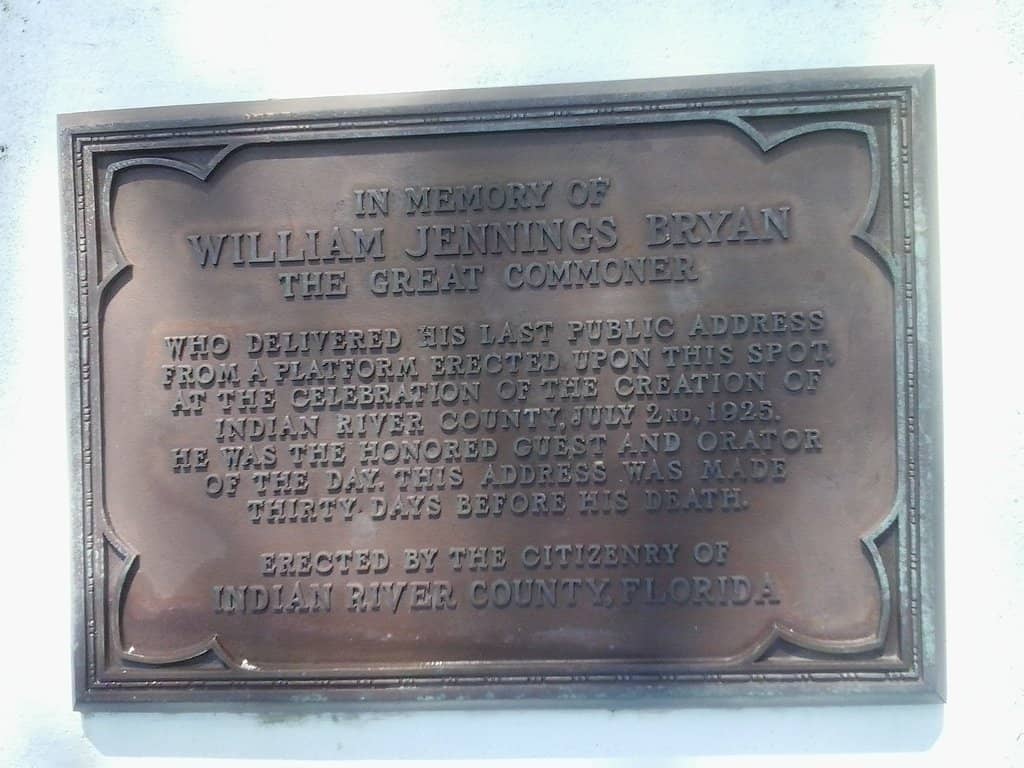 IN MEMORY OF
WILLIAM JENNINGS BRYAN
THE GREAT COMMONER
WHO DELIVERED HIS LAST PUBLIC ADDRESS
FROM A PLATFORM ERECTED UPON THIS SPOT,
AT THE CELEBRATION OF THE CREATION OF
INDIAN RIVER COUNTY, JULY 2ND, 1925.
HE WAS THE HONORED GUEST AND ORATOR
OF THE DAY. THIS ADDRESS WAS MADE
THIRTY DAYS BEFORE HIS DEATH.
ERECTED BY THE CITIZENRY OF
INDIAN RIVER COUNTY, FLORIDA